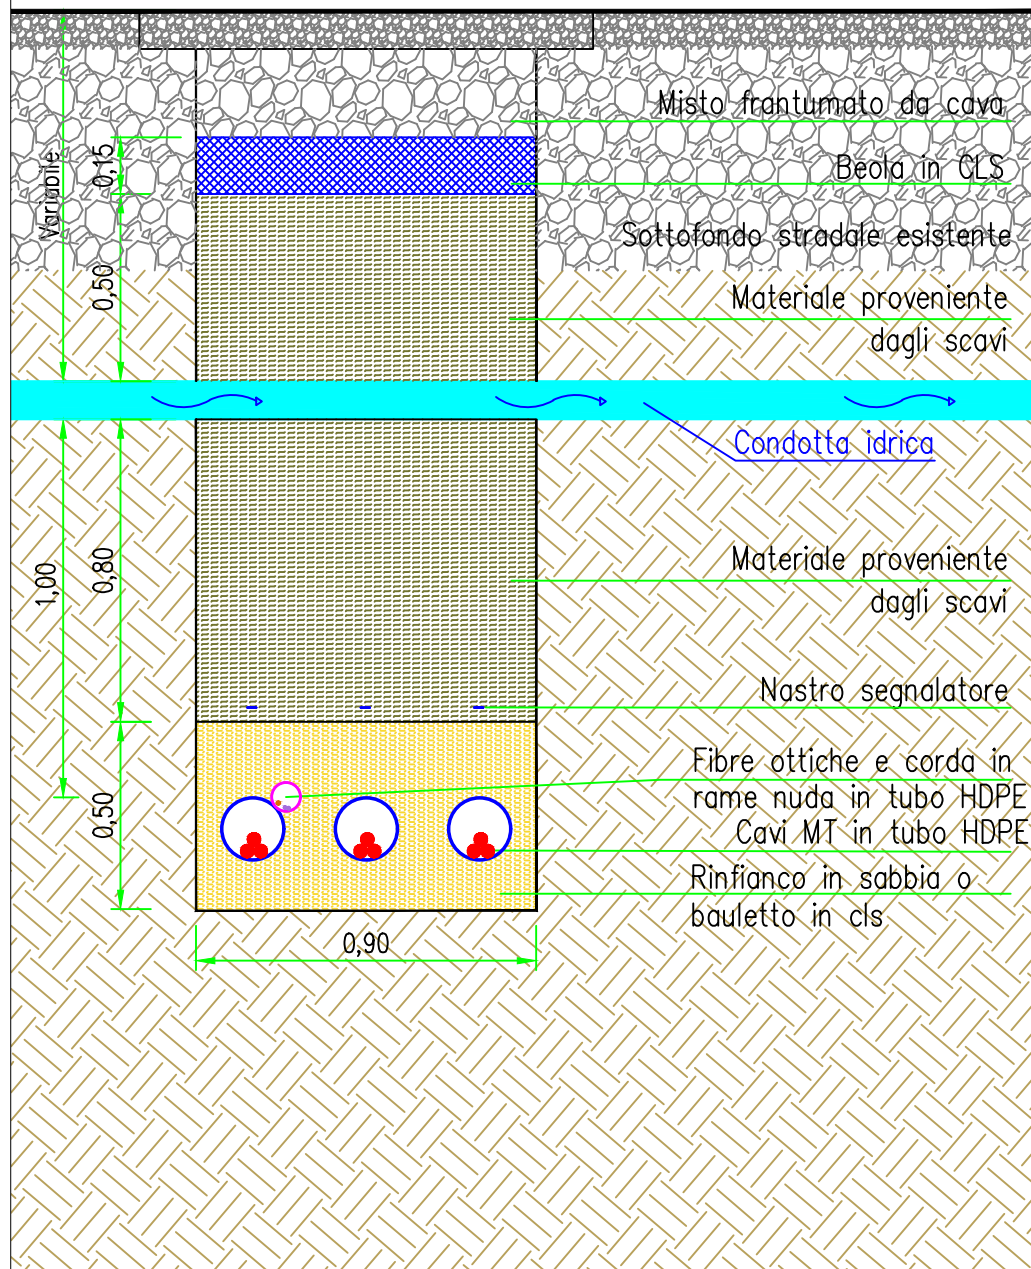 Misto frantumato da cava
Beola in CLS
Sottofondo stradale esistente
Materiale proveniente
dagli scavi
Condotta idrica
Materiale proveniente
dagli scavi
Nastro segnalatore
Fibre ottiche e corda in
rame nuda in tubo HDPE
Cavi MT in tubo HDPE
Rinfianco in sabbia o
bauletto in cls
Variabile
0,15
0,50
1,00
0,80
0,50
0,90